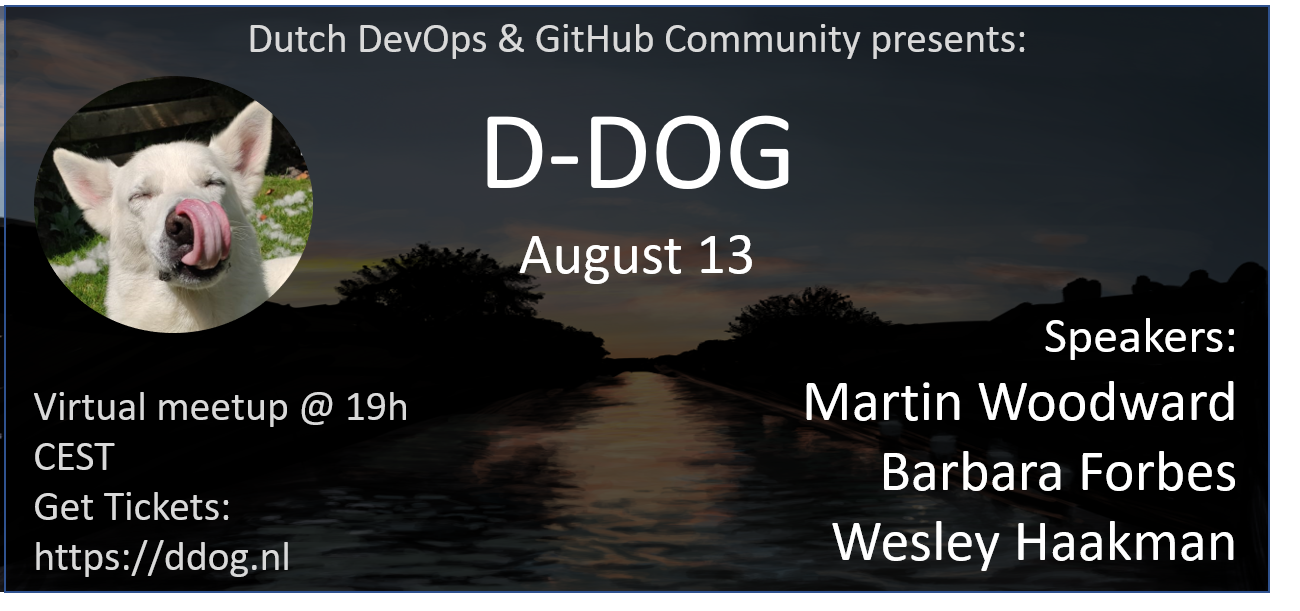 Dutch DevOps & GitHub Community presents:
D-DOG
August 13
Speakers:
Martin Woodward
Barbara Forbes
Wesley Haakman
Virtual meetup @ 19h
CEST
Get Tickets:
https://ddog.nl